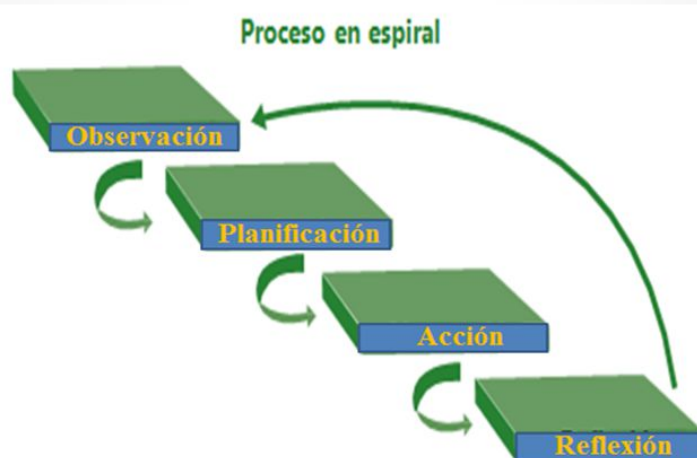 Proceso en espiral
Observación
Planificación
Acción
Reflexión